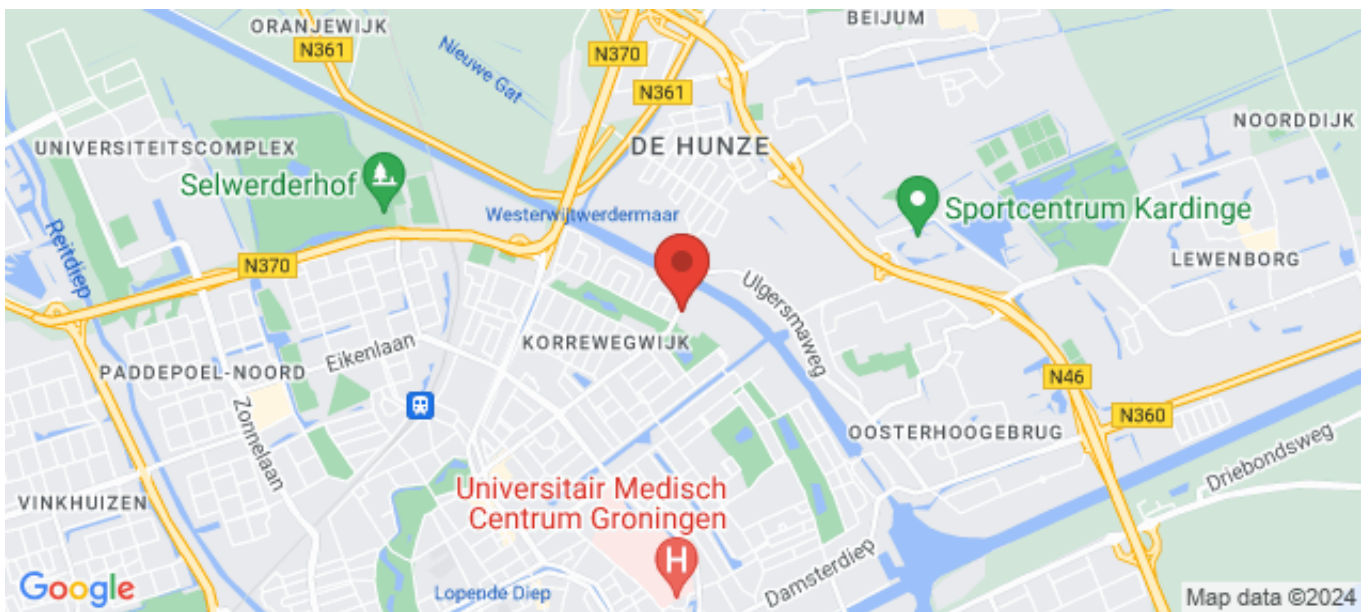 BEIJUM
ORANJEWIJK
N361
N370
Nieuwe Gat
N361
NOORDDIJK
UNIVERSITEITSCOMPLEX
DE HUNZE
Selwerderhof
Westerwijtwerdermaar
Sportcentrum Kardinge
Reitdiep
N370
LEWENBORG
Ulgersmaweg
KORREWEGWIJK
Eikenlaan
PADDEPOEL-NOORD
N46
Zonnelaan
N360
OOSTERHOOGEBRUG
Driebondsweg
VINKHUIZEN
Universitair Medisch
Centrum Groningen
H
Damsterdiep
Lopende Diep
Google
Map data ©2024